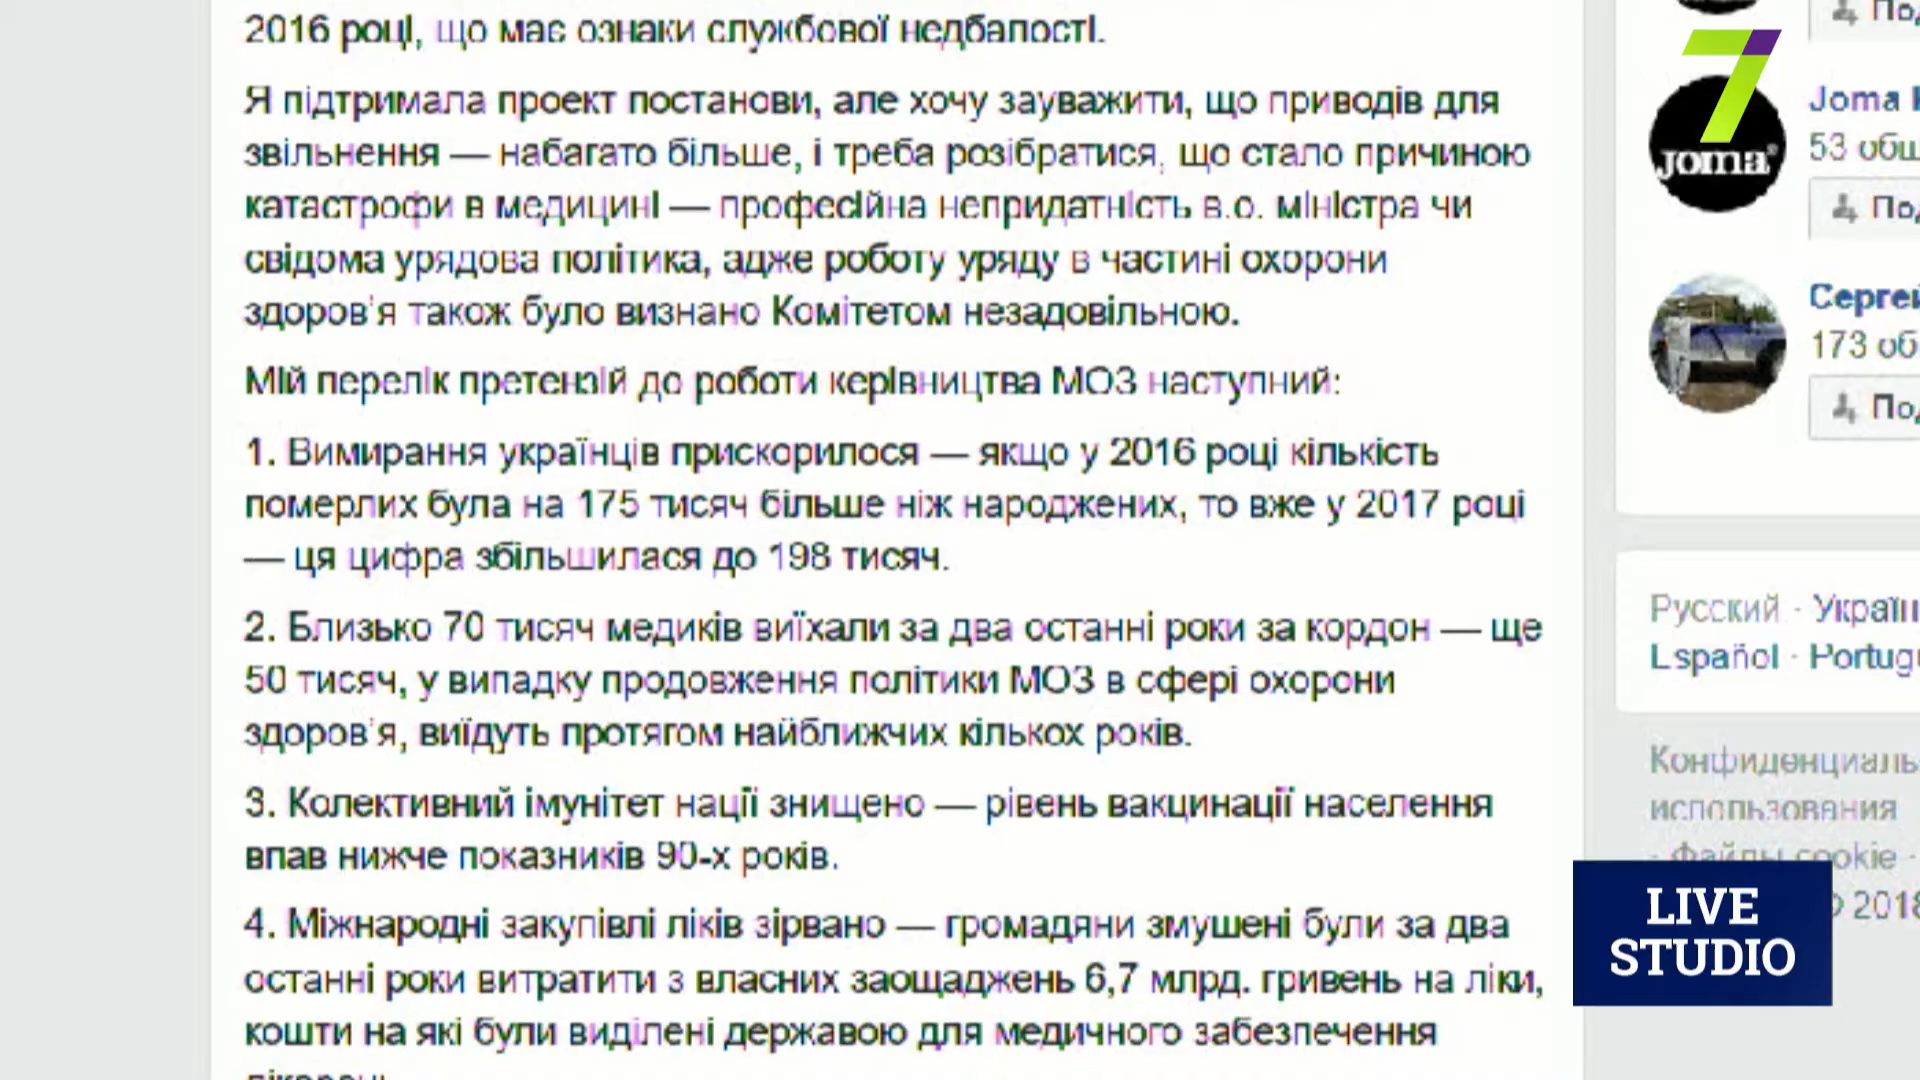 2016 році, що має ознаки службової недбалості.
Я підтримала проект постанови, але хочу зауважити, що приводів для
звільнення — набагато більше, і треба розібратися, що стало причиною
катастрофи в медицині — професійна непридатність в.о. міністра чи
свідома урядова політика, адже роботу уряду в частині охорони
здоров'я також було визнано Комітетом незадовільною.
Мій перелік претензій до роботи керівництва МОЗ наступний:
1. Вимирання українців прискорилося — якщо у 2016 році кількість
померлих була на 175 тисяч більше ніж народжених, то вже у 2017 році
— ця цифра збільшилася до 198 тисяч.
2. Близько 70 тисяч медиків виїхали за два останні роки за кордон — ще
50 тисяч, у випадку продовження політики МОЗ в сфері охорони
здоров'я, виїдуть протягом найближчих кількох років.
3. Колективний імунітет нації знищено — рівень вакцинації населення
впав нижче показників 90-х років.
4. Міжнародні закупівлі ліків зірвано — громадяни змушені були за два
останні роки витратити з власних заощаджень 6,7 млрд. гривень на ліки,
кошти на які були виділені державою для медичного забезпечення
7
Joma
53
joma
Сергей
173
Русский ·
Español ·
использования
· Файлы cookie ·
2018
LIVE
STUDIO